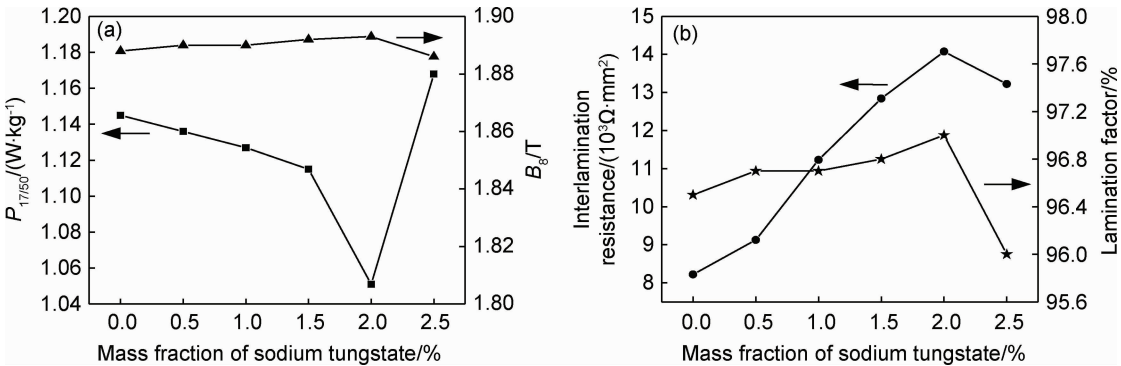 (a)
1.20
1.18
1.16
1.14
1.12
1.10
1.08
1.06
1.04
P17/50/(W·kg-1)
1.90
1.88
1.86
1.84
1.82
1.80
B8/T
0.0 0.5 1.0 1.5 2.0 2.5
Mass fraction of sodium tungstate/%
(b)
15
14
13
12
11
10
9
8
Interlamination
resistance/(10³Ω·mm²)
98.0
97.6
97.2
96.8
96.4
96.0
95.6
Lamination factor/%
0.0 0.5 1.0 1.5 2.0 2.5
Mass fraction of sodium tungstate/%